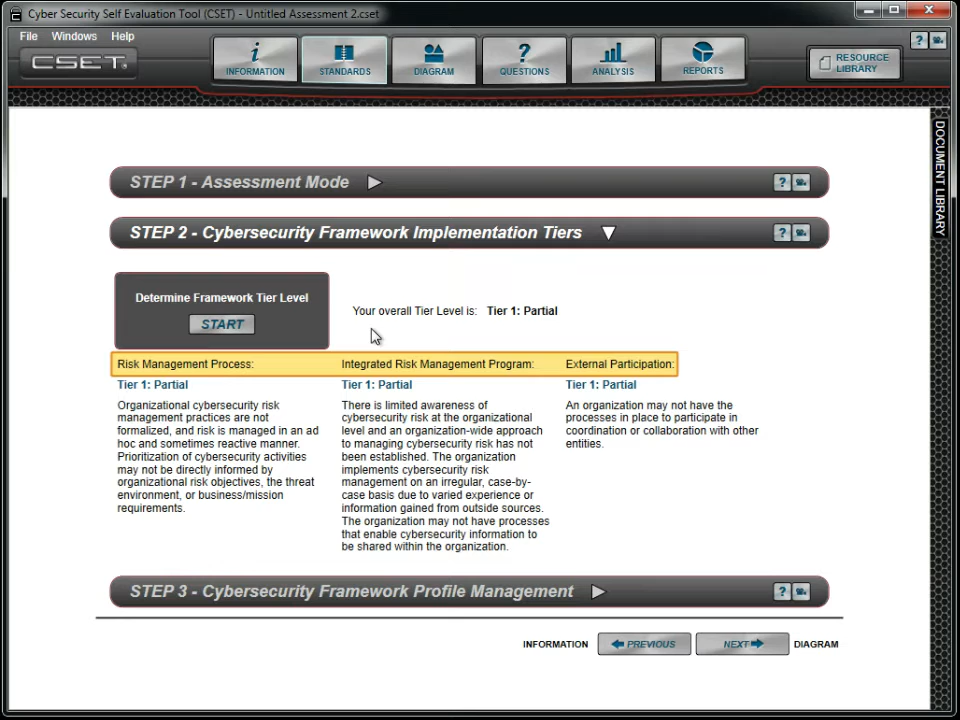 Cyber Security Self Evaluation Tool (CSET) - Untitled Assessment 2.cset
File Windows Help
CSET.
INFORMATION
STANDARDS
DIAGRAM
QUESTIONS
ANALYSIS
REPORTS
RESOURCE
LIBRARY
DOCUMENT LIBRARY
STEP 1 - Assessment Mode
STEP 2 - Cybersecurity Framework Implementation Tiers
Determine Framework Tier Level
START
Your overall Tier Level is: Tier 1: Partial
Risk Management Process:
Tier 1: Partial
Organizational cybersecurity risk
management practices are not
formalized, and risk is managed in an ad
hoc and sometimes reactive manner.
Prioritization of cybersecurity activities
may not be directly informed by
organizational risk objectives, the threat
environment, or business/mission
requirements.
Integrated Risk Management Program:
Tier 1: Partial
There is limited awareness of
cybersecurity risk at the organizational
level and an organization-wide approach
to managing cybersecurity risk has not
been established. The organization
implements cybersecurity risk
management on an irregular, case-by-
case basis due to varied experience or
information gained from outside sources.
The organization may not have processes
that enable cybersecurity information to
be shared within the organization.
External Participation:
Tier 1: Partial
An organization may not have the
processes in place to participate in
coordination or collaboration with other
entities.
STEP 3 - Cybersecurity Framework Profile Management
INFORMATION PREVIOUS NEXT DIAGRAM